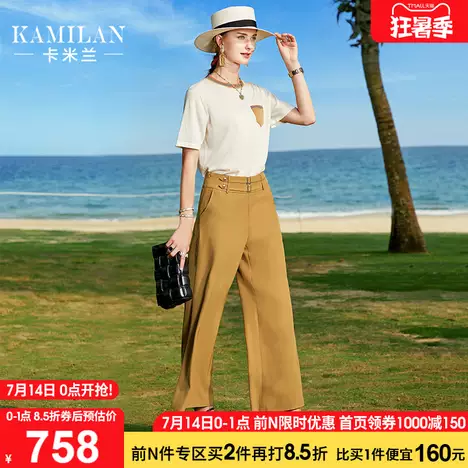 KAMILAN
卡米兰
TMALL天猫
狂暑季
7月14日 0点开抢!
0-1点 8.5折券后预估价
¥ 758
7月14日0-1点 前N限时优惠 首页领券1000减150
前N件专区买2件再打8.5折 比买1件便宜160元